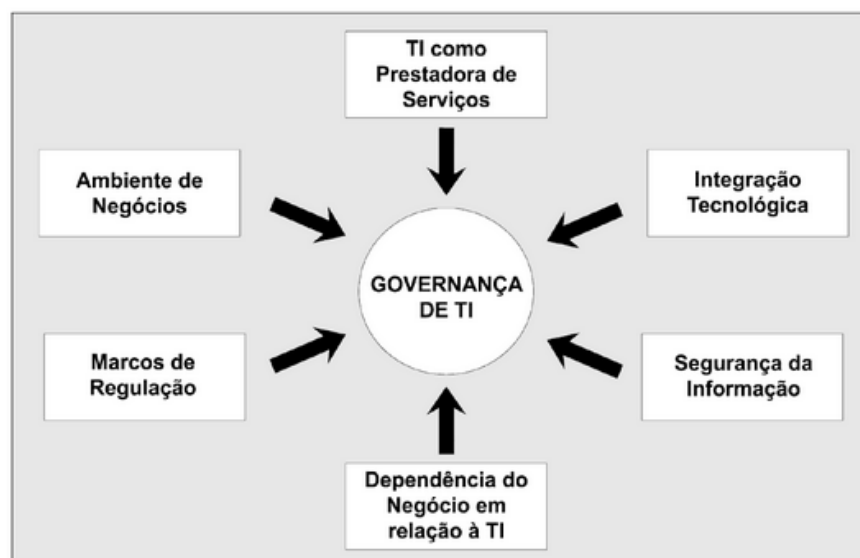 TI como
Prestadora de
Serviços
Ambiente de
Negócios
Integração
Tecnológica
GOVERNANÇA
DE TI
Marcos de
Regulação
Segurança da
Informação
Dependência do
Negócio em
relação à TI